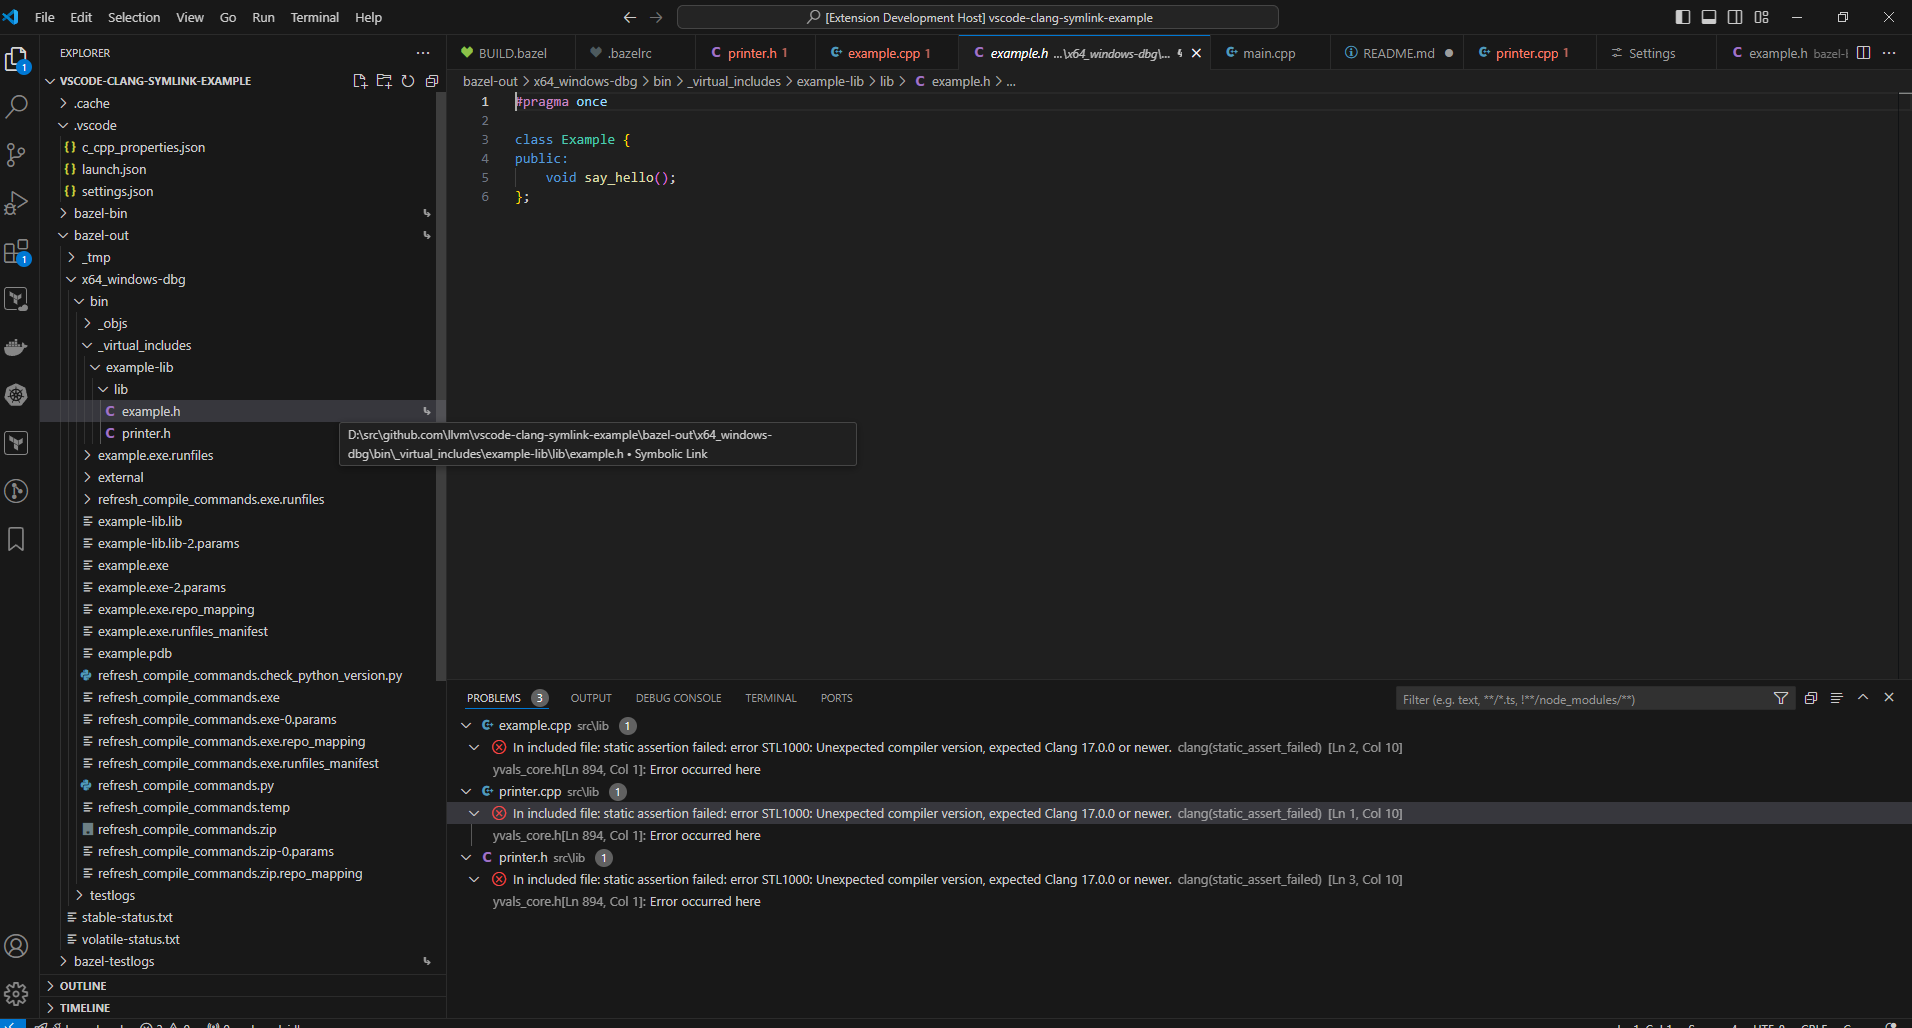 File Edit Selection View Go Run Terminal Help
[Extension Development Host] vscode-clang-symlink-example
EXPLORER
VSCODE-CLANG-SYMLINK-EXAMPLE
.cache
.vscode
{} c_cpp_properties.json
{} launch.json
{} settings.json
bazel-bin
bazel-out
_tmp
x64_windows-dbg
bin
_objs
_virtual_includes
example-lib
lib
C example.h
C printer.h
example.exe.runfiles
external
refresh_compile_commands.exe.runfiles
example-lib.lib
example-lib.lib-2.params
example.exe
example.exe-2.params
example.exe.repo_mapping
example.exe.runfiles_manifest
example.pdb
refresh_compile_commands.check_python_version.py
refresh_compile_commands.exe
refresh_compile_commands.exe-0.params
refresh_compile_commands.exe.repo_mapping
refresh_compile_commands.exe.runfiles_manifest
refresh_compile_commands.py
refresh_compile_commands.temp
refresh_compile_commands.zip
refresh_compile_commands.zip-0.params
refresh_compile_commands.zip.repo_mapping
testlogs
stable-status.txt
volatile-status.txt
bazel-testlogs
OUTLINE
TIMELINE
1
1
BUILD.bazel .bazelrc C printer.h 1 example.cpp 1 C example.h ...\x64_windows-dbg\... main.cpp README.md printer.cpp 1 Settings C example.h
bazel-out > x64_windows-dbg > bin > _virtual_includes > example-lib > lib > C example.h > ...
1 #pragma once
2
3 class Example {
4 public:
5 void say_hello();
6 };
D:\src\github.com\llvm\vscode-clang-symlink-example\bazel-out\x64_windows-
dbg\bin\_virtual_includes\example-lib\lib\example.h • Symbolic Link
PROBLEMS 3 OUTPUT DEBUG CONSOLE TERMINAL PORTS
Filter (e.g. text, **/*.ts, !**/node_modules/**)
example.cpp src\lib 1
In included file: static assertion failed: error STL1000: Unexpected compiler version, expected Clang 17.0.0 or newer. clang(static_assert_failed) [Ln 2, Col 10]
yvals_core.h[Ln 894, Col 1]: Error occurred here
printer.cpp src\lib 1
In included file: static assertion failed: error STL1000: Unexpected compiler version, expected Clang 17.0.0 or newer. clang(static_assert_failed) [Ln 1, Col 10]
yvals_core.h[Ln 894, Col 1]: Error occurred here
C printer.h src\lib 1
In included file: static assertion failed: error STL1000: Unexpected compiler version, expected Clang 17.0.0 or newer. clang(static_assert_failed) [Ln 3, Col 10]
yvals_core.h[Ln 894, Col 1]: Error occurred here